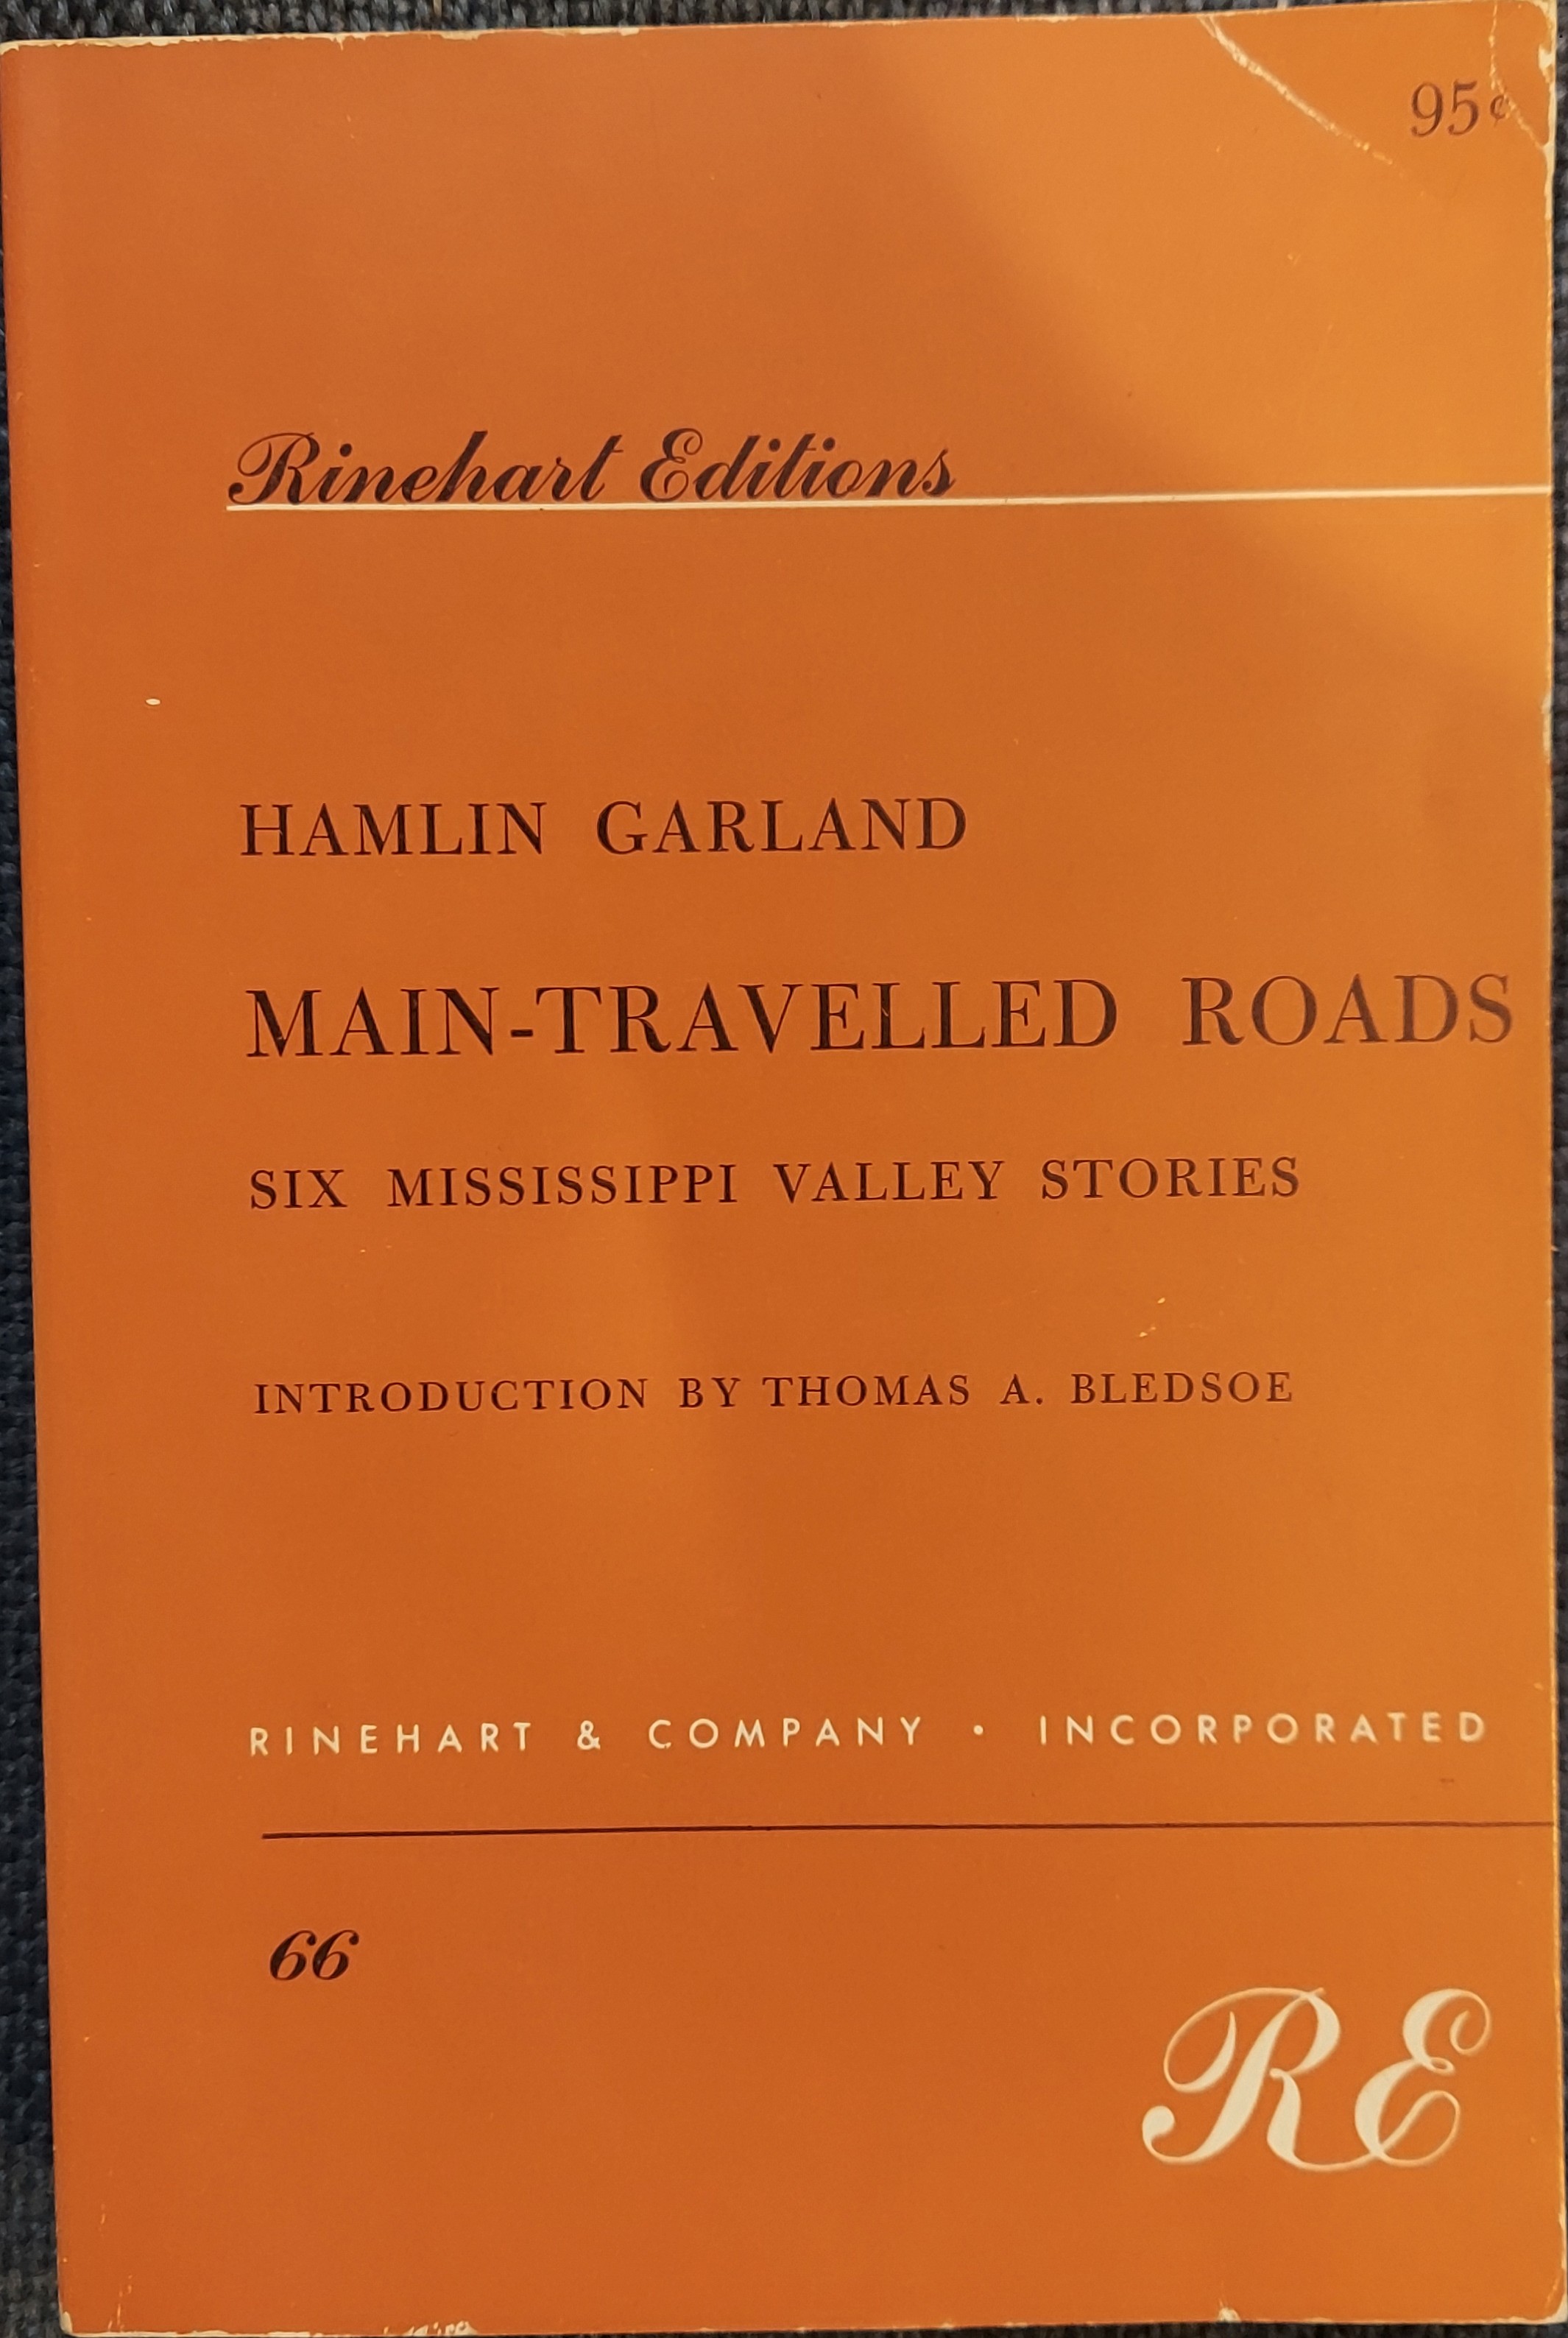 95¢
Rinehart Editions
HAMLIN GARLAND
MAIN-TRAVELLED ROADS
SIX MISSISSIPPI VALLEY STORIES
INTRODUCTION BY THOMAS A. BLEDSOE
RINEHART & COMPANY • INCORPORATED
66
RE